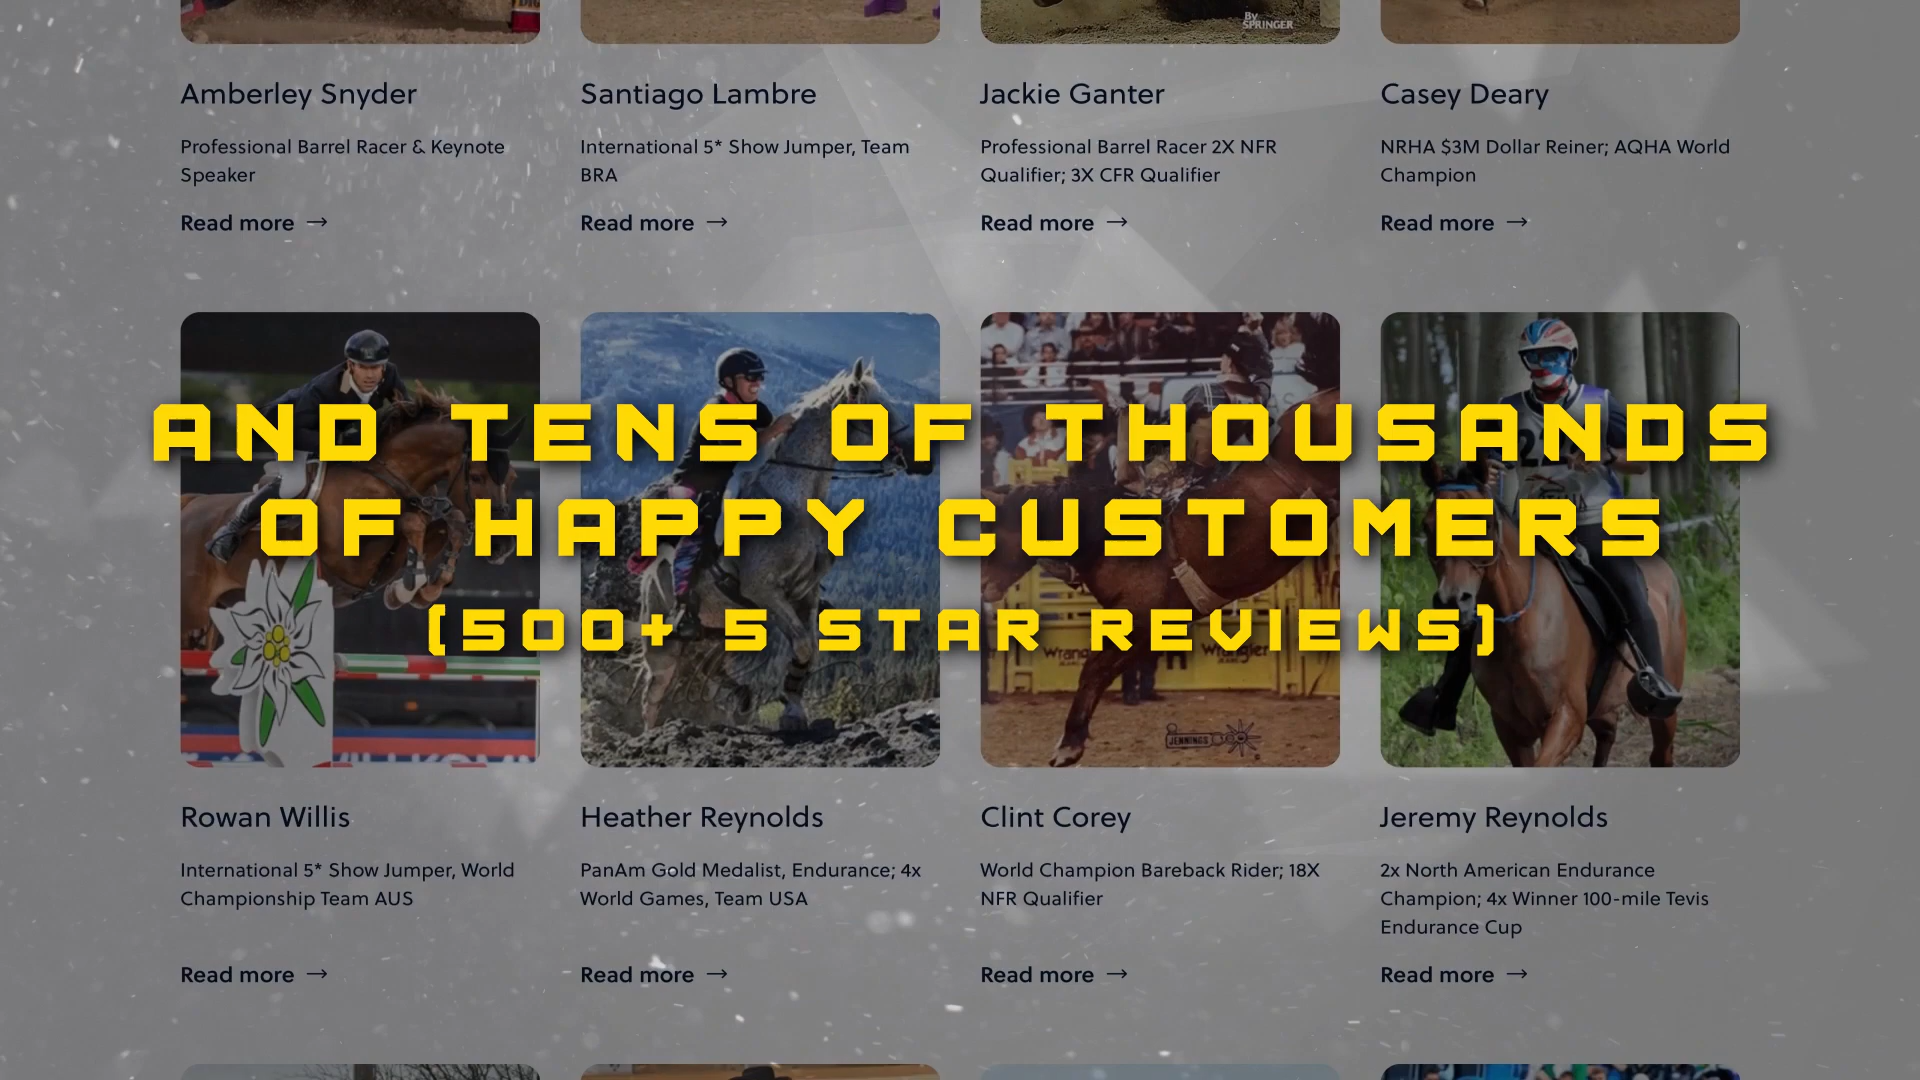 By
SPRINGER
Amberley Snyder
Professional Barrel Racer & Keynote
Speaker
Read more →
Santiago Lambre
International 5* Show Jumper, Team
BRA
Read more →
Jackie Ganter
Professional Barrel Racer 2X NFR
Qualifier; 3X CFR Qualifier
Read more →
Casey Deary
NRHA $3M Dollar Reiner; AQHA World
Champion
Read more →
AND TENS OF THOUSANDS
OF HAPPY CUSTOMERS
(500+ 5 STAR REVIEWS)
Wrangler
Wrangler
JENNINGS
Rowan Willis
International 5* Show Jumper, World
Championship Team AUS
Read more →
Heather Reynolds
PanAm Gold Medalist, Endurance; 4x
World Games, Team USA
Read more →
Clint Corey
World Champion Bareback Rider; 18X
NFR Qualifier
Read more →
Jeremy Reynolds
2x North American Endurance
Champion; 4x Winner 100-mile Tevis
Endurance Cup
Read more →